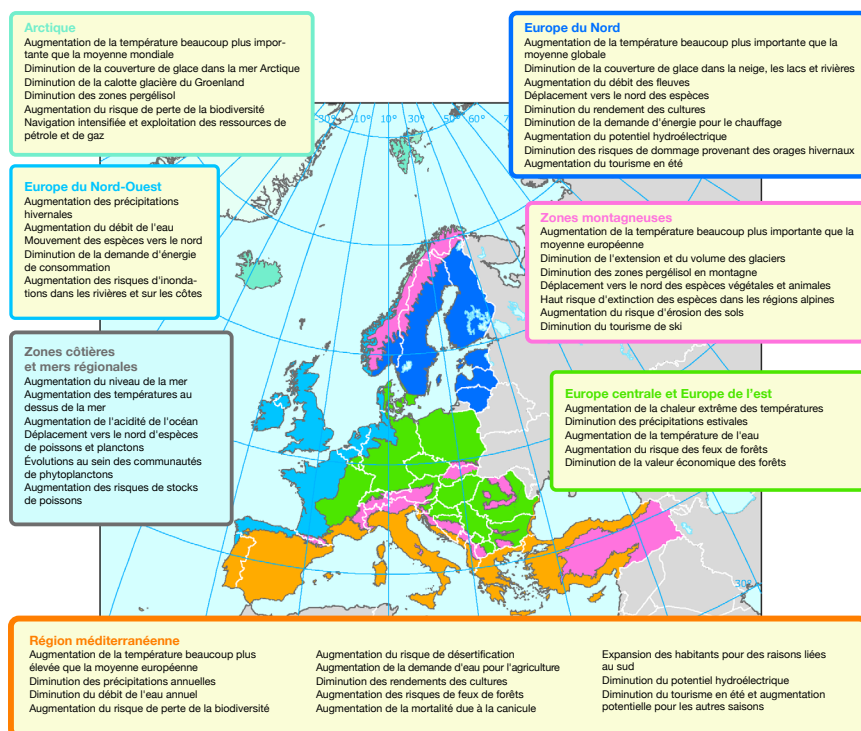 Arctique
Augmentation de la température beaucoup plus impor-
tante que la moyenne mondiale
Diminution de la couverture de glace dans la mer Arctique
Diminution de la calotte glacière du Groenland
Diminution des zones pergélisol
Augmentation du risque de perte de la biodiversité
Navigation intensifiée et exploitation des ressources de
pétrole et de gaz
Europe du Nord
Augmentation de la température beaucoup plus importante que la
moyenne globale
Diminution de la couverture de glace dans la neige, les lacs et rivières
Augmentation du débit des fleuves
Déplacement vers le nord des espèces
Diminution du rendement des cultures
Diminution de la demande d'énergie pour le chauffage
Augmentation du potentiel hydroélectrique
Diminution des risques de dommage provenant des orages hivernaux
Augmentation du tourisme en été
-30° -10° 10° 30° 50° 60°
Europe du Nord-Ouest
Augmentation des précipitations
hivernales
Augmentation du débit de l'eau
Mouvement des espèces vers le nord
Diminution de la demande d'énergie
de consommation
Augmentation des risques d'inonda-
tions dans les rivières et sur les côtes
Zones montagneuses
Augmentation de la température beaucoup plus importante que la
moyenne européenne
Diminution de l'extension et du volume des glaciers
Diminution des zones pergélisol en montagne
Déplacement vers le nord des espèces végétales et animales
Haut risque d'extinction des espèces dans les régions alpines
Augmentation du risque d'érosion des sols
Diminution du tourisme de ski
Zones côtières
et mers régionales
Augmentation du niveau de la mer
Augmentation des températures au
dessus de la mer
Augmentation de l'acidité de l'océan
Déplacement vers le nord d'espèces
de poissons et planctons
Évolutions au sein des communautés
de phytoplanctons
Augmentation des risques de stocks
de poissons
Europe centrale et Europe de l'est
Augmentation de la chaleur extrême des températures
Diminution des précipitations estivales
Augmentation de la température de l'eau
Augmentation du risque des feux de forêts
Diminution de la valeur économique des forêts
30°
Région méditerranéenne
Augmentation de la température beaucoup plus
élevée que la moyenne européenne
Diminution des précipitations annuelles
Diminution du débit de l'eau annuel
Augmentation du risque de perte de la biodiversité
Augmentation du risque de désertification
Augmentation de la demande d'eau pour l'agriculture
Diminution des rendements des cultures
Augmentation des risques de feux de forêts
Augmentation de la mortalité due à la canicule
Expansion des habitants pour des raisons liées
au sud
Diminution du potentiel hydroélectrique
Diminution du tourisme en été et augmentation
potentielle pour les autres saisons